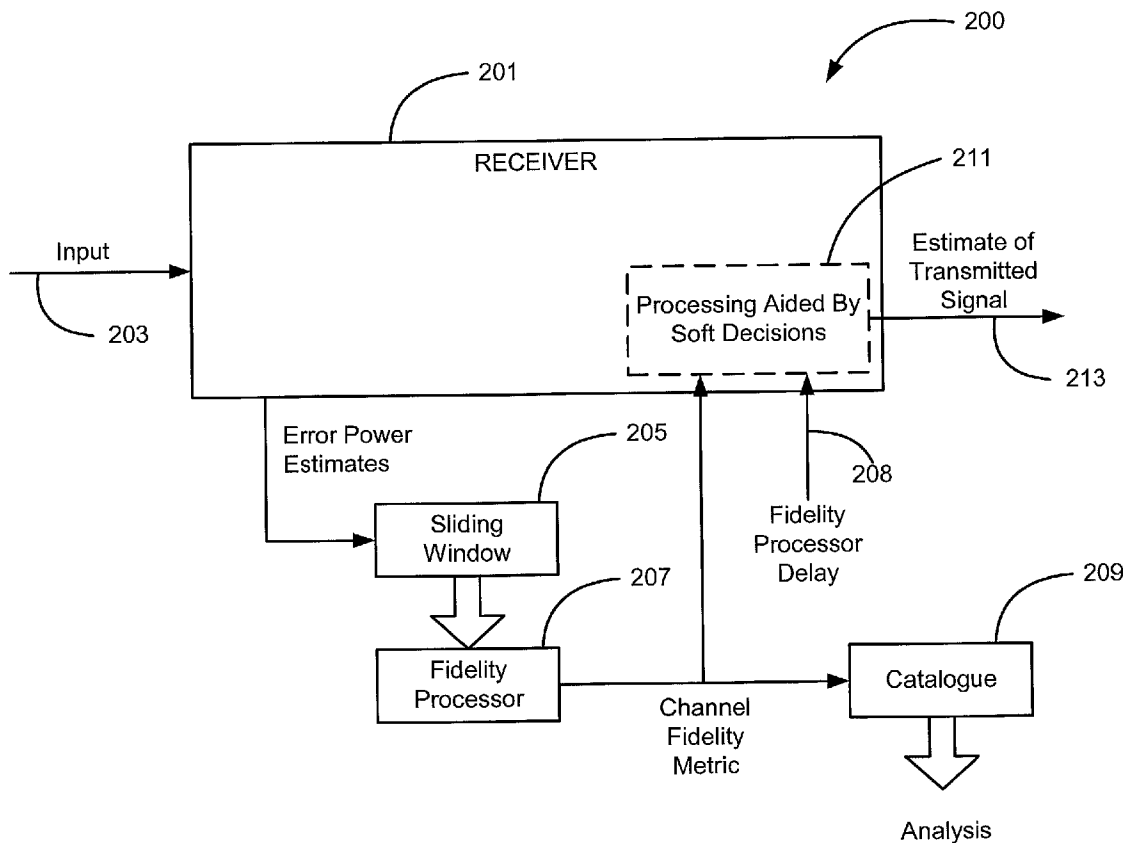 200
201
RECEIVER
211
Input
203
Estimate of
Transmitted
Signal
Processing Aided By
Soft Decisions
213
Error Power
Estimates
205
208
Sliding
Window
Fidelity
Processor
Delay
207
209
Fidelity
Processor
Catalogue
Channel
Fidelity
Metric
Analysis